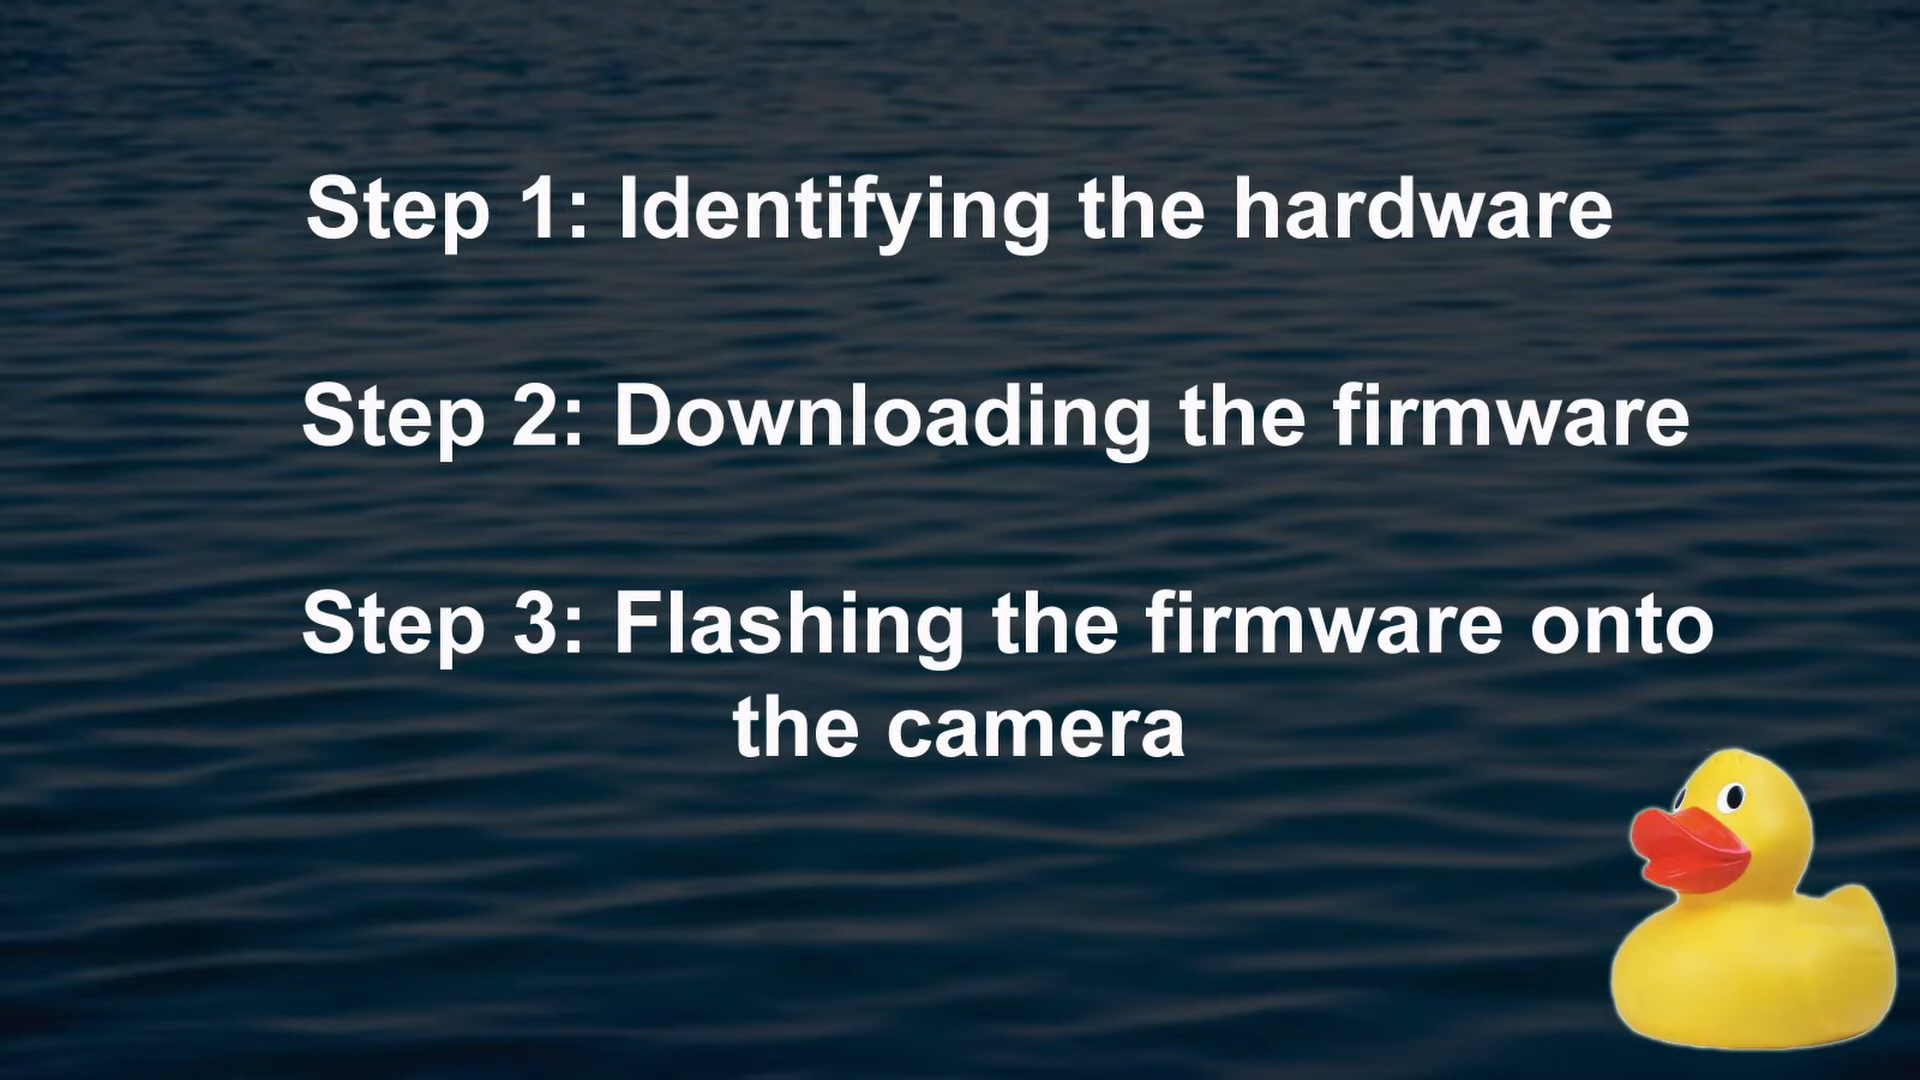 Step 1: Identifying the hardware
Step 2: Downloading the firmware
Step 3: Flashing the firmware onto
the camera